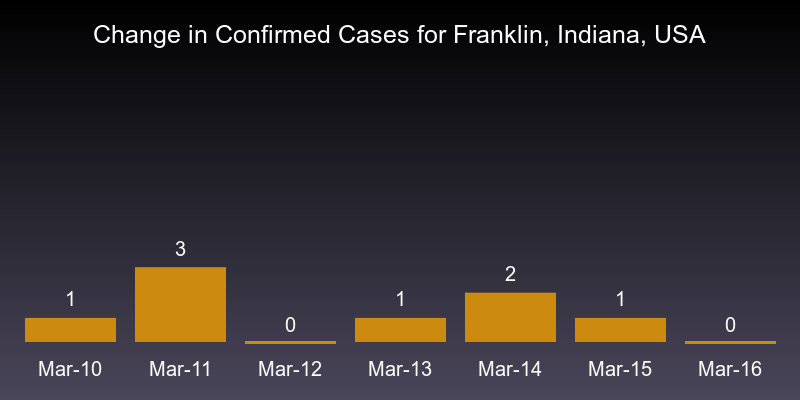 Change in Confirmed Cases for Franklin, Indiana, USA
1 3 0 1 2 1 0
Mar-10 Mar-11 Mar-12 Mar-13 Mar-14 Mar-15 Mar-16